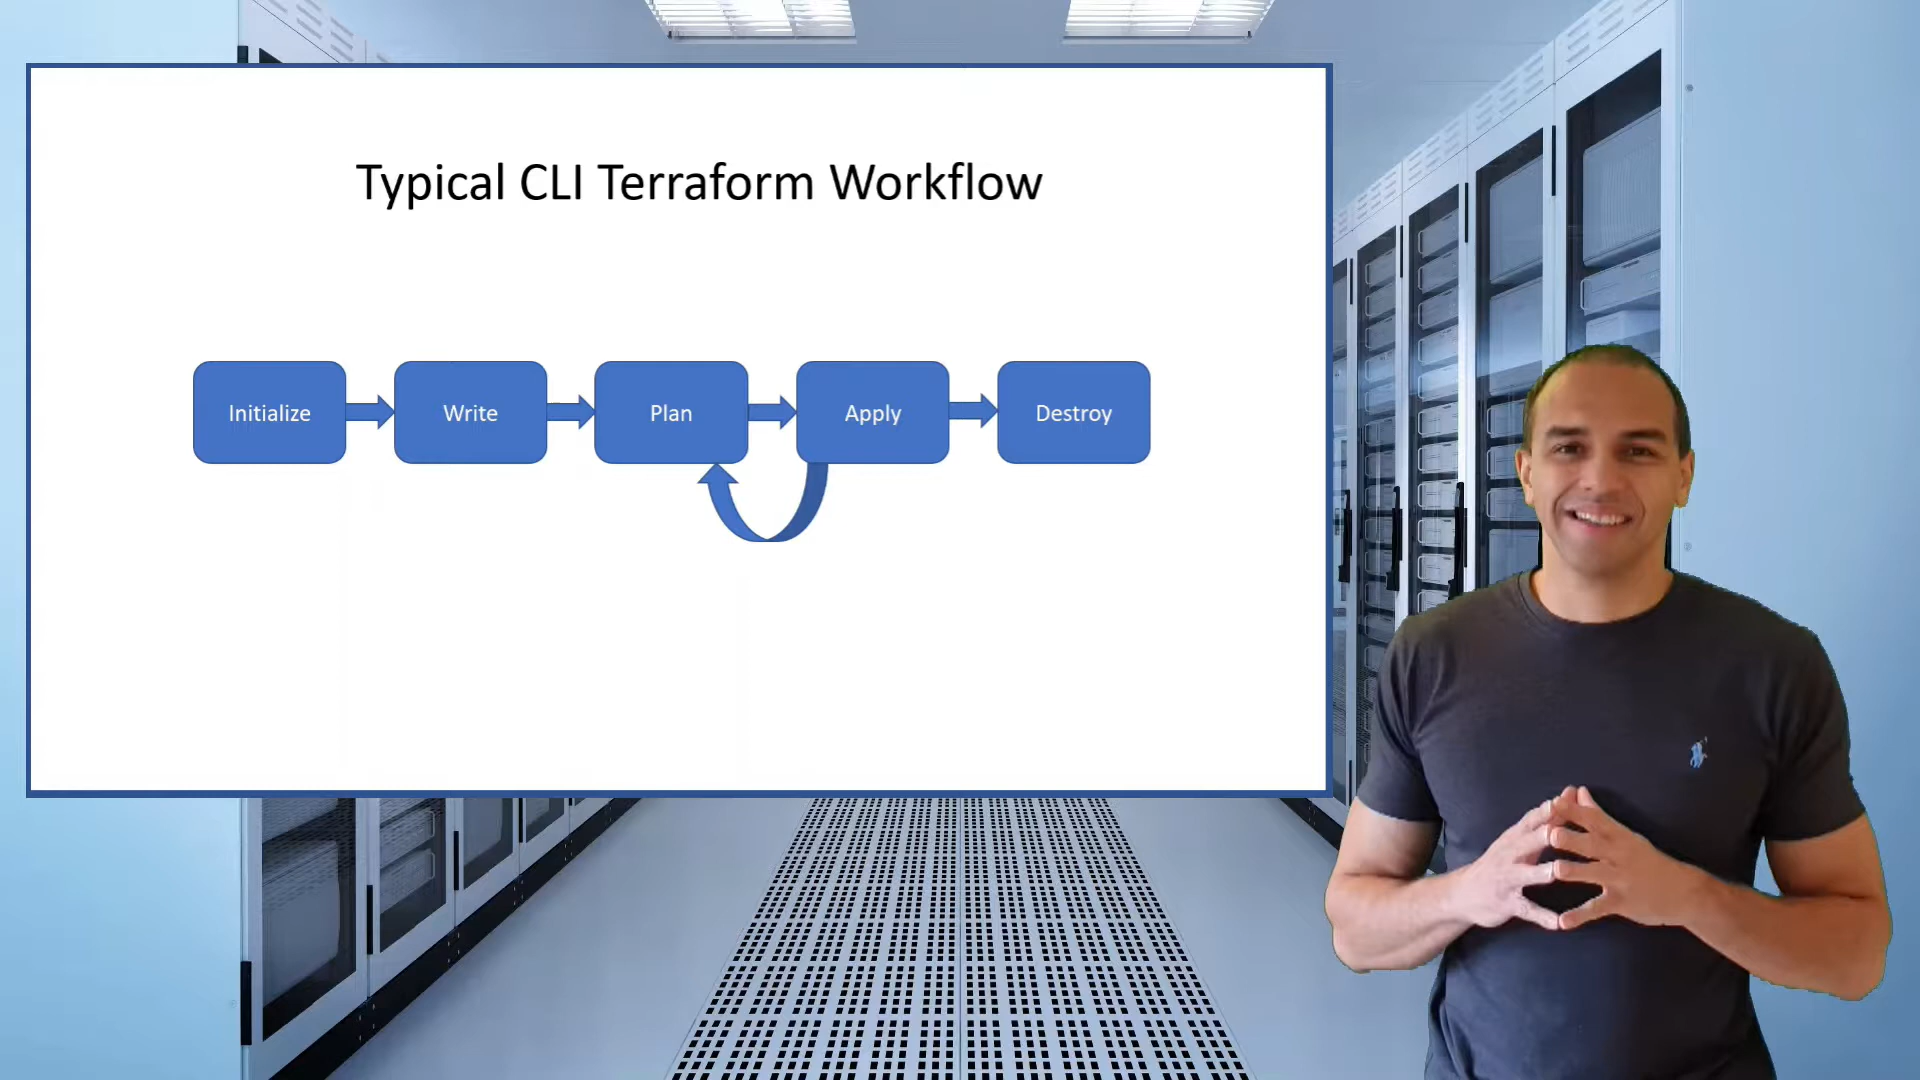 Typical CLI Terraform Workflow
Initialize
Write
Plan
Apply
Destroy